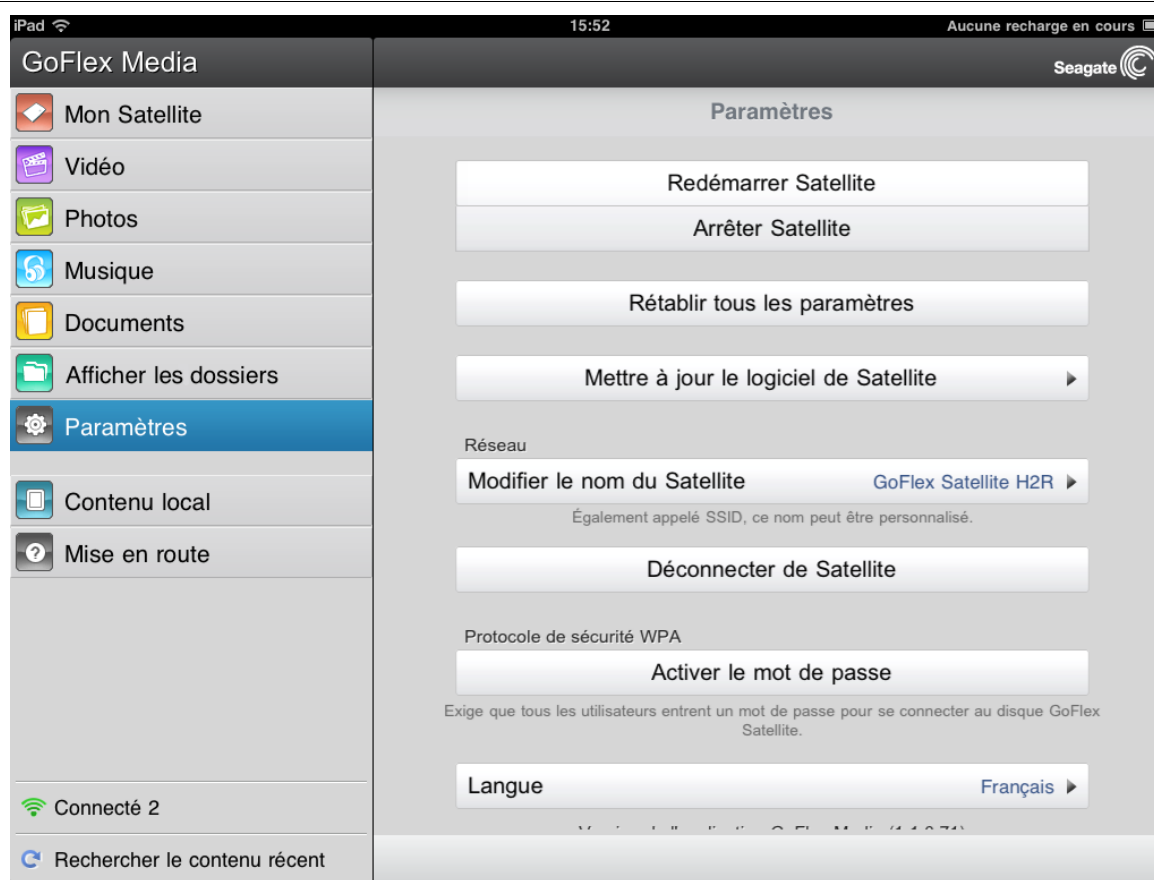 iPad 15:52 Aucune recharge en cours
GoFlex Media
Seagate
Mon Satellite
Vidéo
Photos
Musique
Documents
Afficher les dossiers
Paramètres
Contenu local
Mise en route
Connecté 2
Rechercher le contenu récent
Paramètres
Redémarrer Satellite
Arrêter Satellite
Rétablir tous les paramètres
Mettre à jour le logiciel de Satellite
Réseau
Modifier le nom du Satellite GoFlex Satellite H2R
Également appelé SSID, ce nom peut être personnalisé.
Déconnecter de Satellite
Protocole de sécurité WPA
Activer le mot de passe
Exige que tous les utilisateurs entrent un mot de passe pour se connecter au disque GoFlex
Satellite.
Langue Français